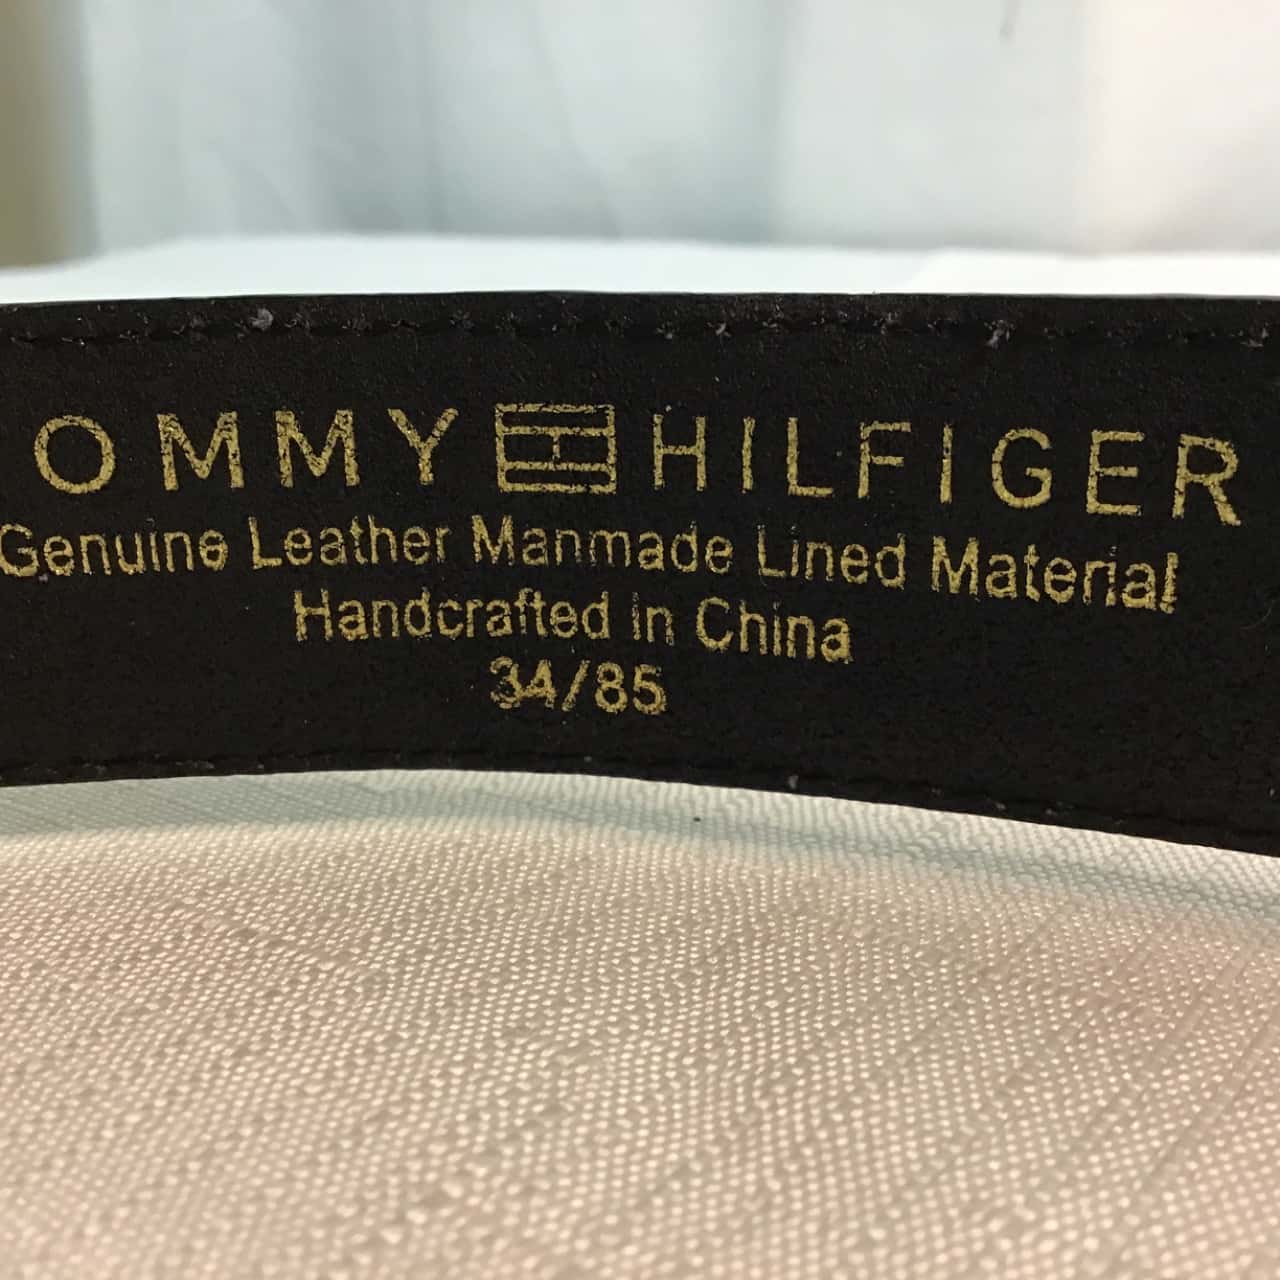 OMMY HILFIGER
Genuine Leather Manmade Lined Material
Handcrafted in China
34/85